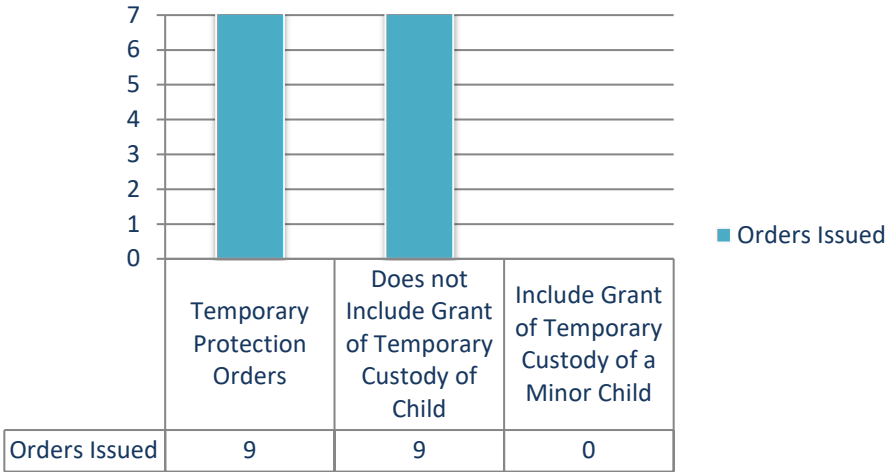 7
6
5
4
3
2
1
0
Orders Issued
Temporary
Protection
Orders
Does not
Include Grant
of Temporary
Custody of
Child
Include Grant
of Temporary
Custody of a
Minor Child
Orders Issued 9 9 0